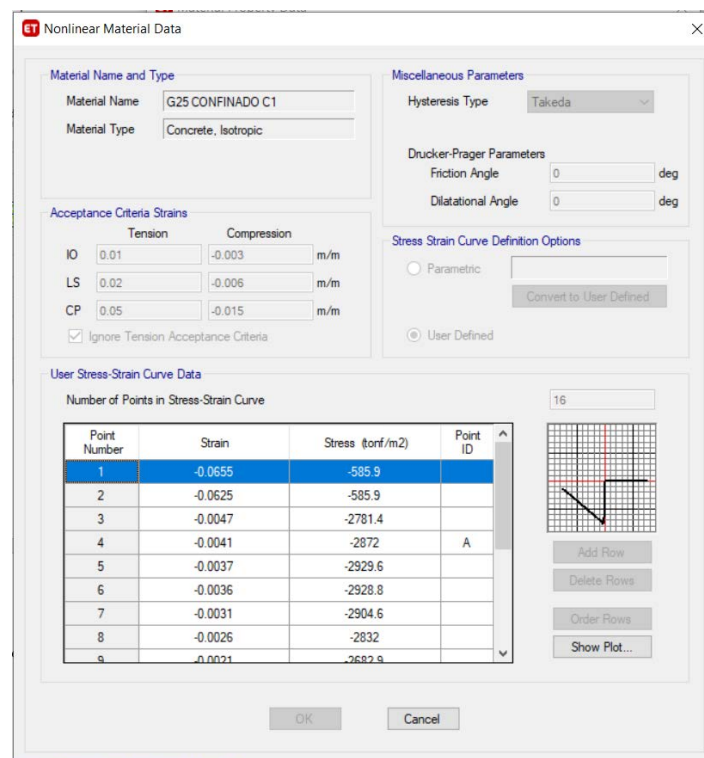 ET Nonlinear Material Data
Material Name and Type
Material Name G25 CONFINADO C1
Material Type Concrete, Isotropic
Miscellaneous Parameters
Hysteresis Type Takeda
Drucker-Prager Parameters
Friction Angle 0 deg
Dilatational Angle 0 deg
Acceptance Criteria Strains
Tension Compression
IO 0.01 -0.003 m/m
LS 0.02 -0.006 m/m
CP 0.05 -0.015 m/m
Ignore Tension Acceptance Criteria
Stress Strain Curve Definition Options
Parametric
Convert to User Defined
User Defined
User Stress-Strain Curve Data
Number of Points in Stress-Strain Curve 16
Point Number Strain Stress (tonf/m2) Point ID
1 -0.0655 -585.9
2 -0.0625 -585.9
3 -0.0047 -2781.4
4 -0.0041 -2872 A
5 -0.0037 -2929.6
6 -0.0036 -2928.8
7 -0.0031 -2904.6
8 -0.0026 -2832
9 -0.0021 -2682.9
Add Row
Delete Rows
Order Rows
Show Plot...
OK Cancel